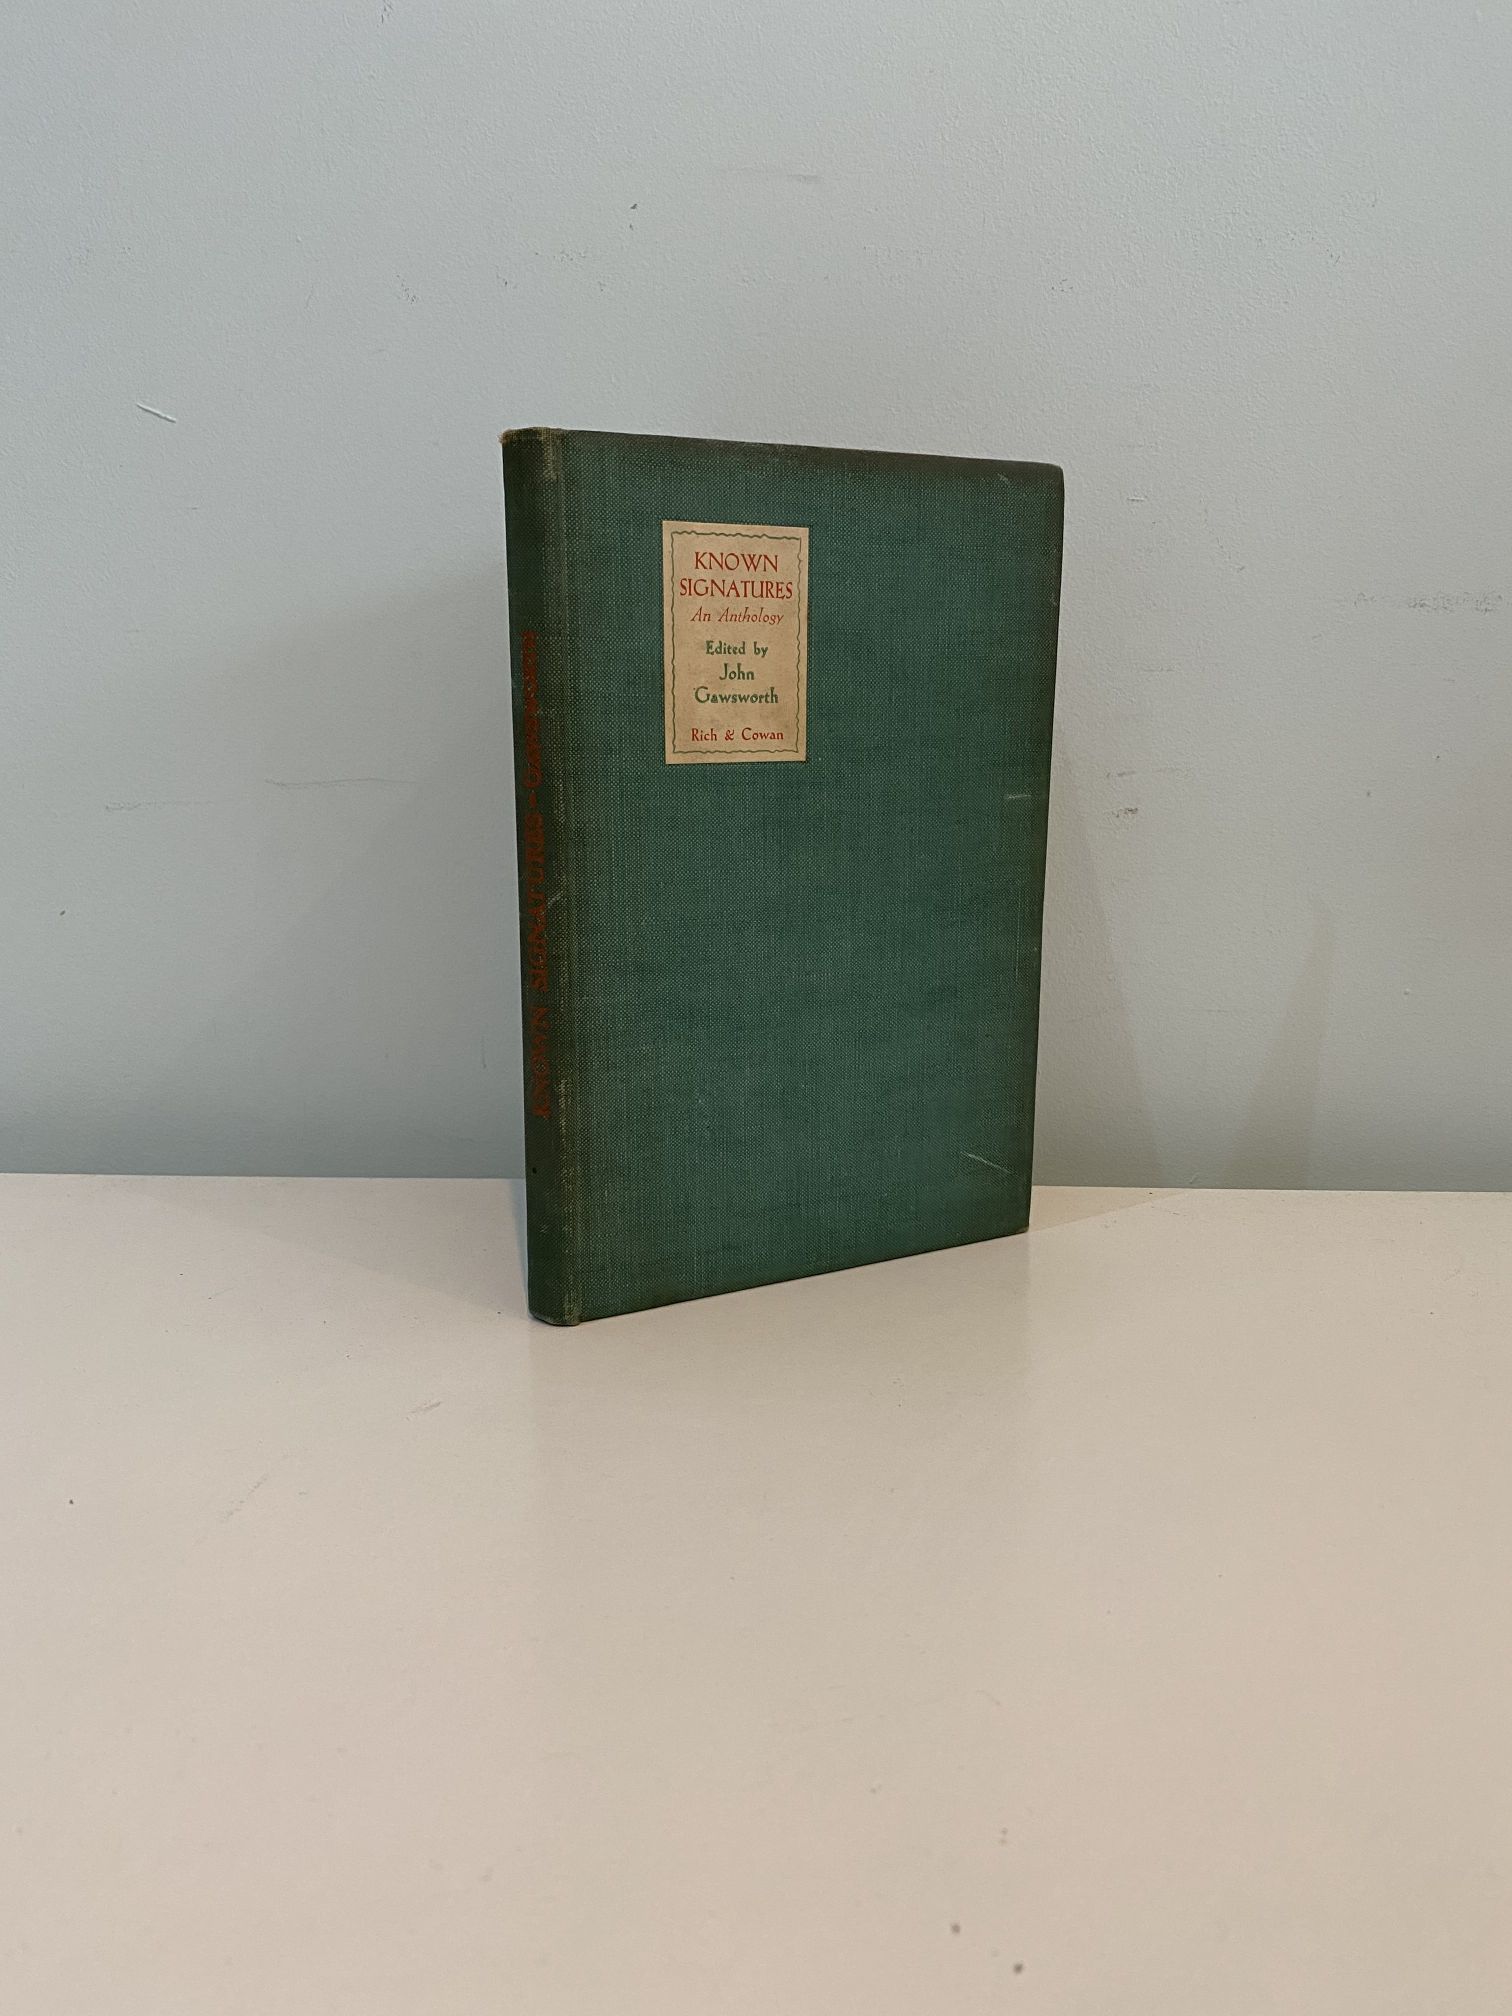 KNOWN
SIGNATURES
An Anthology
Edited by
John
Gawsworth
Rich & Cowan
KNOWN SIGNATURES - GAWSWORTH